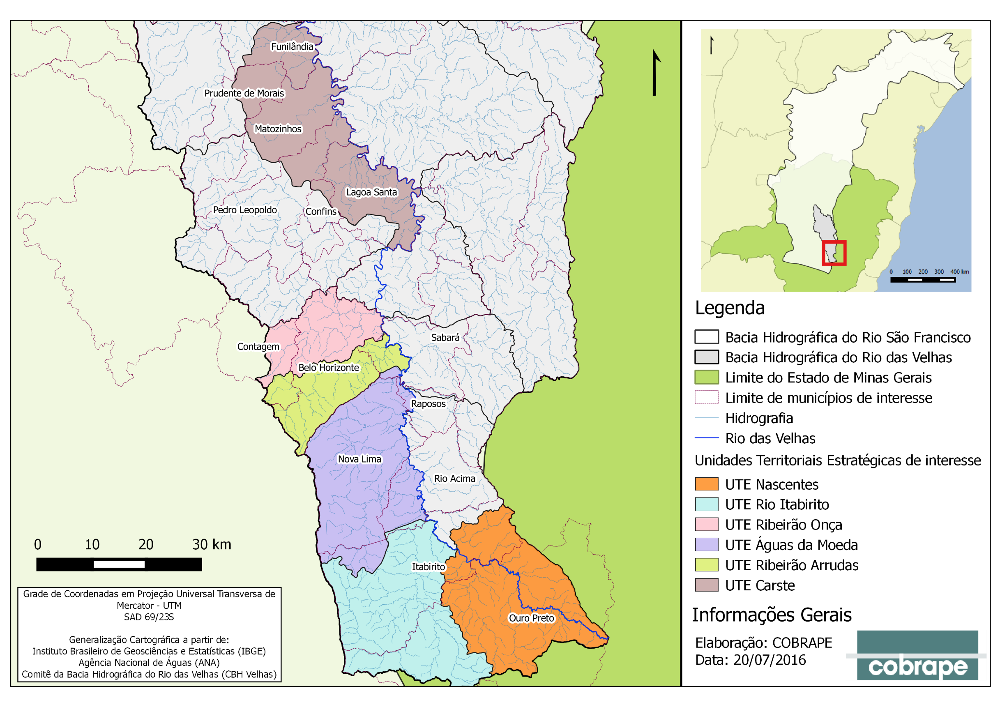 Funilândia
Prudente de Morais
Matozinhos
Lagoa Santa
Pedro Leopoldo
Confins
Sabará
Contagem
Belo Horizonte
Raposos
Nova Lima
Rio Acima
Itabirito
Ouro Preto
0 10 20 30 km
Grade de Coordenadas em Projeção Universal Transversa de
Mercator - UTM
SAD 69/23S
Generalização Cartográfica a partir de:
Instituto Brasileiro de Geosciências e Estatísticas (IBGE)
Agência Nacional de Águas (ANA)
Comitê da Bacia Hidrográfica do Rio das Velhas (CBH Velhas)
0 100 200 300 400 km
Legenda
Bacia Hidrográfica do Rio São Francisco
Bacia Hidrográfica do Rio das Velhas
Limite do Estado de Minas Gerais
Limite de municípios de interesse
Hidrografia
Rio das Velhas
Unidades Territoriais Estratégicas de interesse
UTE Nascentes
UTE Rio Itabirito
UTE Ribeirão Onça
UTE Águas da Moeda
UTE Ribeirão Arrudas
UTE Carste
Informações Gerais
Elaboração: COBRAPE
Data: 20/07/2016
cobrape